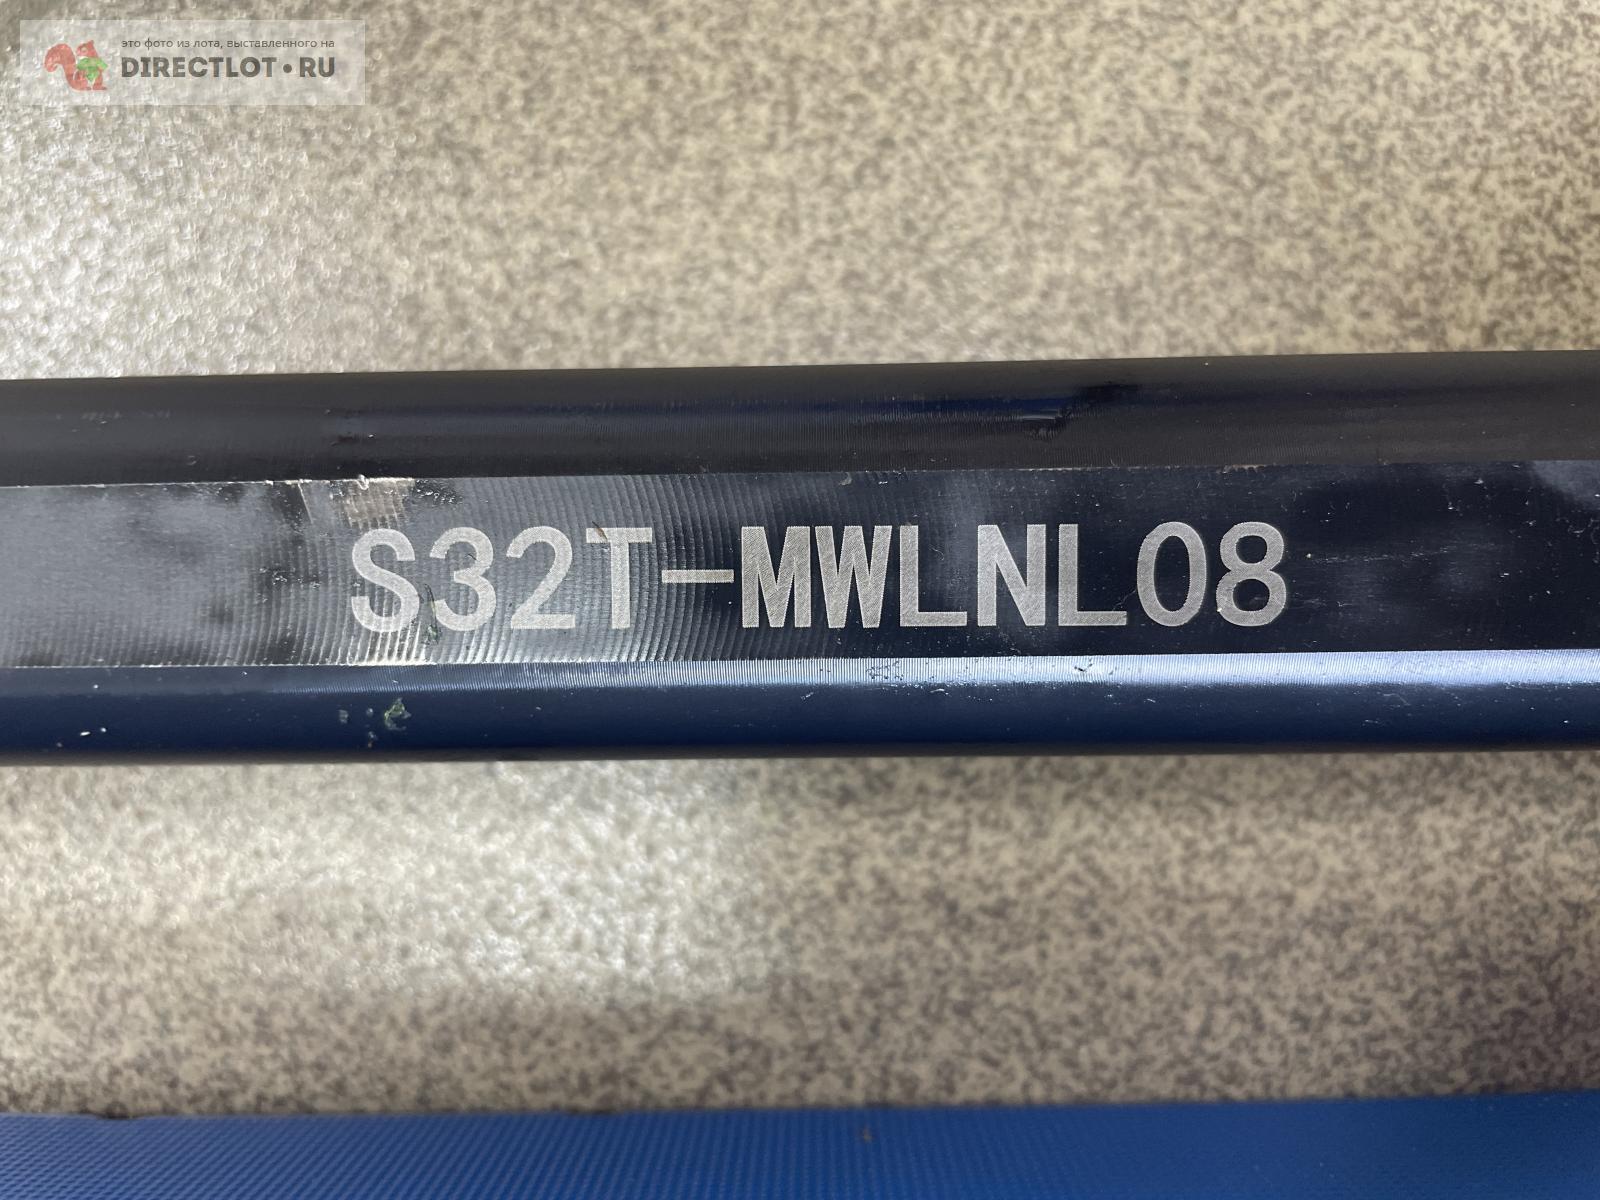 это фото из лота, выставленного на
DIRECTLOT•RU
S32T-MWLNL08